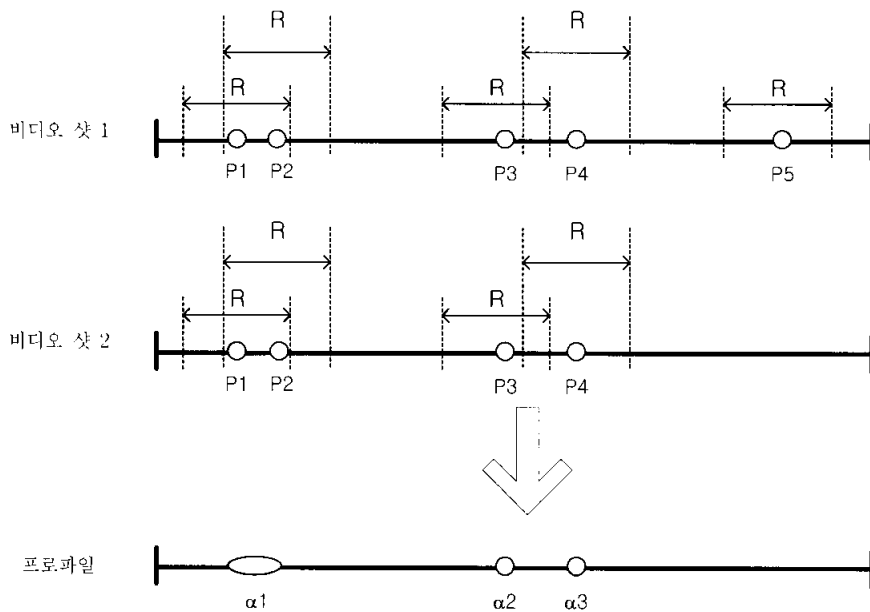 R R
R R R
비디오 샷 1
P1 P2 P3 P4 P5
R R
R R
비디오 샷 2
P1 P2 P3 P4
프로파일
α1 α2 α3